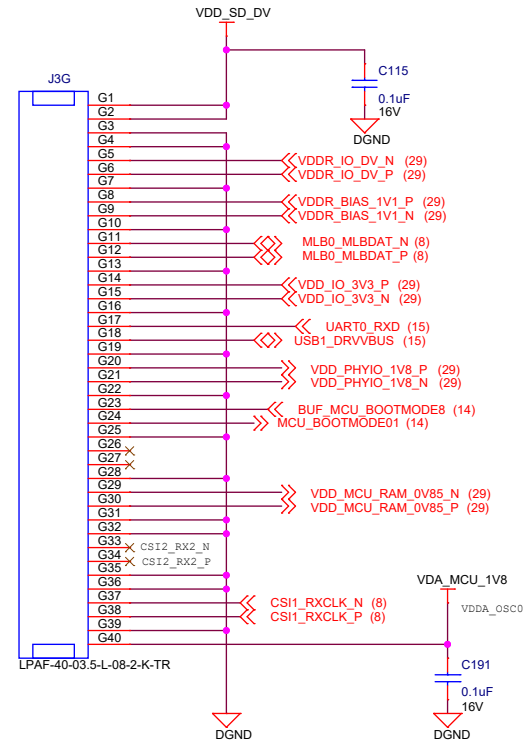 VDD_SD_DV
J3G
C115
0.1uF
16V
DGND
G1
G2
G3
G4
G5 VDDR_IO_DV_N (29)
G6 VDDR_IO_DV_P (29)
G7
G8 VDDR_BIAS_1V1_P (29)
G9 VDDR_BIAS_1V1_N (29)
G10
G11 MLB0_MLBDAT_N (8)
G12 MLB0_MLBDAT_P (8)
G13
G14 VDD_IO_3V3_P (29)
G15 VDD_IO_3V3_N (29)
G16
G17 UART0_RXD (15)
G18 USB1_DRVVBUS (15)
G19
G20 VDD_PHYIO_1V8_P (29)
G21 VDD_PHYIO_1V8_N (29)
G22
G23 BUF_MCU_BOOTMODE8 (14)
G24 MCU_BOOTMODE01 (14)
G25
G26
G27
G28
G29 VDD_MCU_RAM_0V85_N (29)
G30 VDD_MCU_RAM_0V85_P (29)
G31
G32
G33 CSI2_RX2_N
G34 CSI2_RX2_P
G35
G36
G37 CSI1_RXCLK_N (8)
G38 CSI1_RXCLK_P (8)
G39
G40
VDA_MCU_1V8
VDDA_OSC0
LPAF-40-03.5-L-08-2-K-TR
C191
0.1uF
16V
DGND
DGND